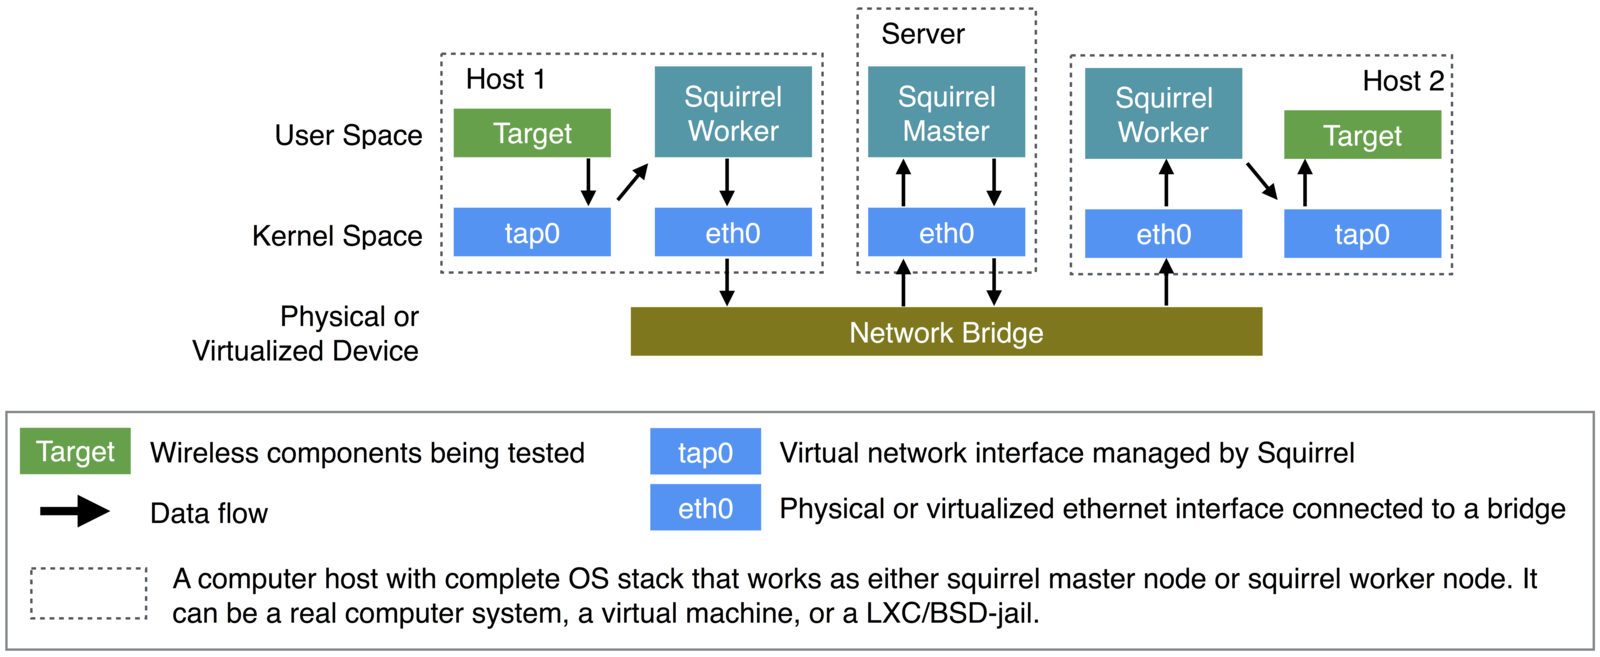 Server
Host 1
Host 2
User Space
Target
Squirrel
Worker
Squirrel
Master
Squirrel
Worker
Target
Kernel Space
tap0
eth0
eth0
eth0
tap0
Physical or
Virtualized Device
Network Bridge
Target
Wireless components being tested
tap0
Virtual network interface managed by Squirrel
Data flow
eth0
Physical or virtualized ethernet interface connected to a bridge
A computer host with complete OS stack that works as either squirrel master node or squirrel worker node. It
can be a real computer system, a virtual machine, or a LXC/BSD-jail.